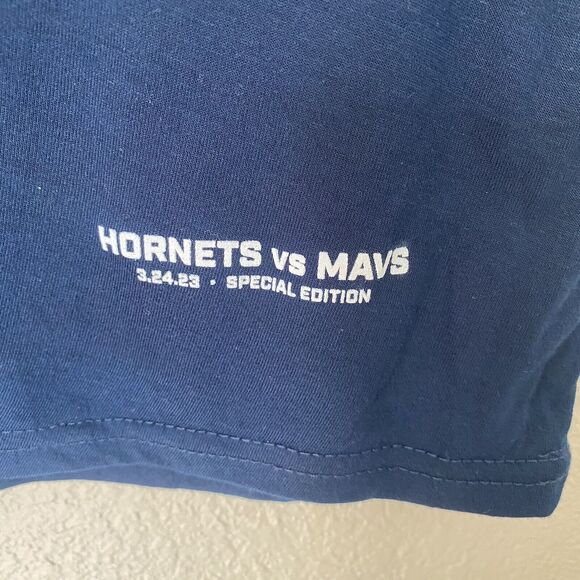 HORNETS VS MAVS
3.24.23 · SPECIAL EDITION